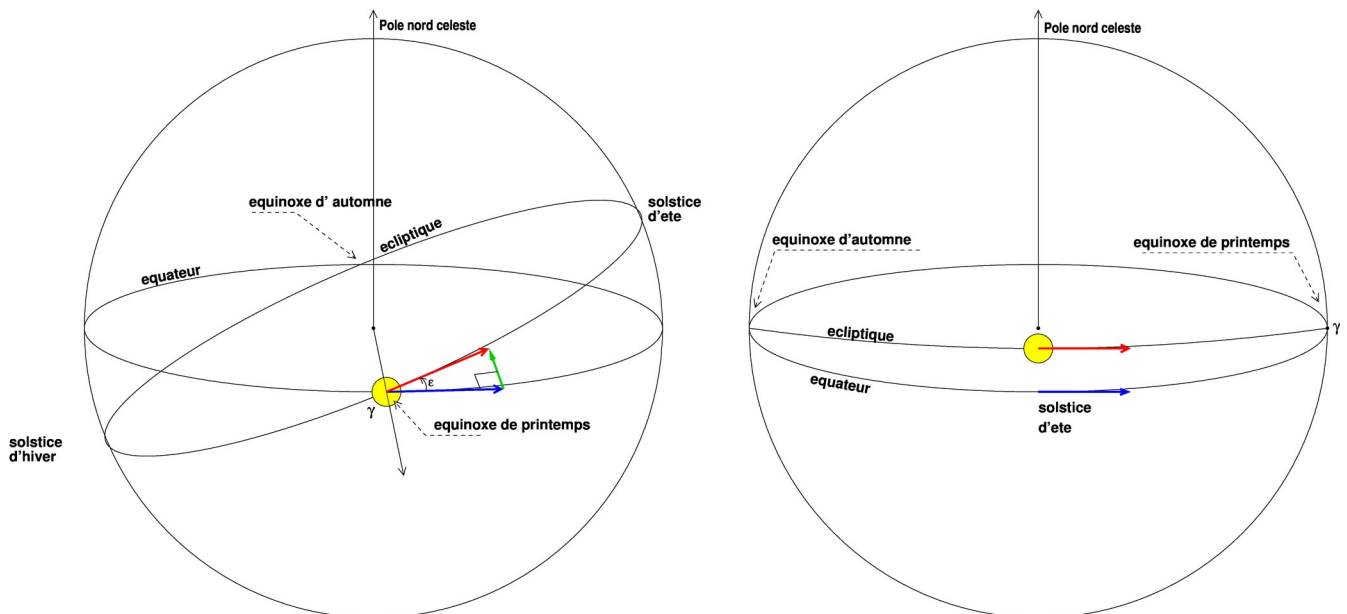 Pole nord celeste
equinoxe d' automne
solstice
d'ete
ecliptique
equateur
ε
γ
equinoxe de printemps
solstice
d'hiver
Pole nord celeste
equinoxe d'automne
equinoxe de printemps
γ
ecliptique
equateur
solstice
d'ete